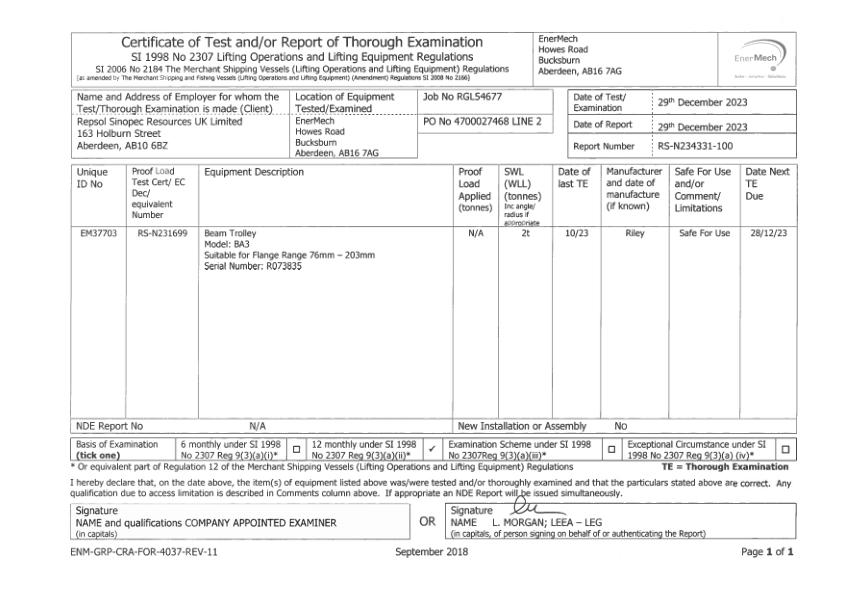 Certificate of Test and/or Report of Thorough Examination
SI 1998 No 2307 Lifting Operations and Lifting Equipment Regulations
SI 2006 No 2184 The Merchant Shipping Vessels (Lifting Operations and Lifting Equipment) Regulations
[as amended by The Merchant Shipping and Fishing Vessels (Lifting Operations and Lifting Equipment) (Amendment) Regulations SI 2008 No 2166]
EnerMech
Howes Road
Bucksburn
Aberdeen, AB16 7AG
EnerMech
Name and Address of Employer for whom the
Test/Thorough Examination is made (Client)
Repsol Sinopec Resources UK Limited
163 Holburn Street
Aberdeen, AB10 6BZ
Location of Equipment
Tested/Examined
EnerMech
Howes Road
Bucksburn
Aberdeen, AB16 7AG
Job No RGL54677
PO No 4700027468 LINE 2
Date of Test/
Examination
29th December 2023
Date of Report
29th December 2023
Report Number
RS-N234331-100
Unique
ID No
Proof Load
Test Cert/ EC
Dec/
equivalent
Number
Equipment Description
Proof
Load
Applied
(tonnes)
SWL
(WLL)
(tonnes)
Inc angle/
radius if
appropriate
Date of
last TE
Manufacturer
and date of
manufacture
(if known)
Safe For Use
and/or
Comment/
Limitations
Date Next
TE
Due
EM37703
RS-N231699
Beam Trolley
Model: BA3
Suitable for Flange Range 76mm – 203mm
Serial Number: R073835
N/A
2t
10/23
Riley
Safe For Use
28/12/23
NDE Report No N/A
New Installation or Assembly No
Basis of Examination
(tick one)
6 monthly under SI 1998
No 2307 Reg 9(3)(a)(i)*
12 monthly under SI 1998
No 2307 Reg 9(3)(a)(ii)*
✓
Examination Scheme under SI 1998
No 2307Reg 9(3)(a)(iii)*
Exceptional Circumstance under SI
1998 No 2307 Reg 9(3)(a) (iv)*
* Or equivalent part of Regulation 12 of the Merchant Shipping Vessels (Lifting Operations and Lifting Equipment) Regulations
TE = Thorough Examination
I hereby declare that, on the date above, the item(s) of equipment listed above was/were tested and/or thoroughly examined and that the particulars stated above are correct. Any
qualification due to access limitation is described in Comments column above. If appropriate an NDE Report will be issued simultaneously.
Signature
NAME and qualifications COMPANY APPOINTED EXAMINER
(in capitals)
OR
Signature
NAME L. MORGAN; LEEA – LEG
(in capitals, of person signing on behalf of or authenticating the Report)
ENM-GRP-CRA-FOR-4037-REV-11
September 2018
Page 1 of 1